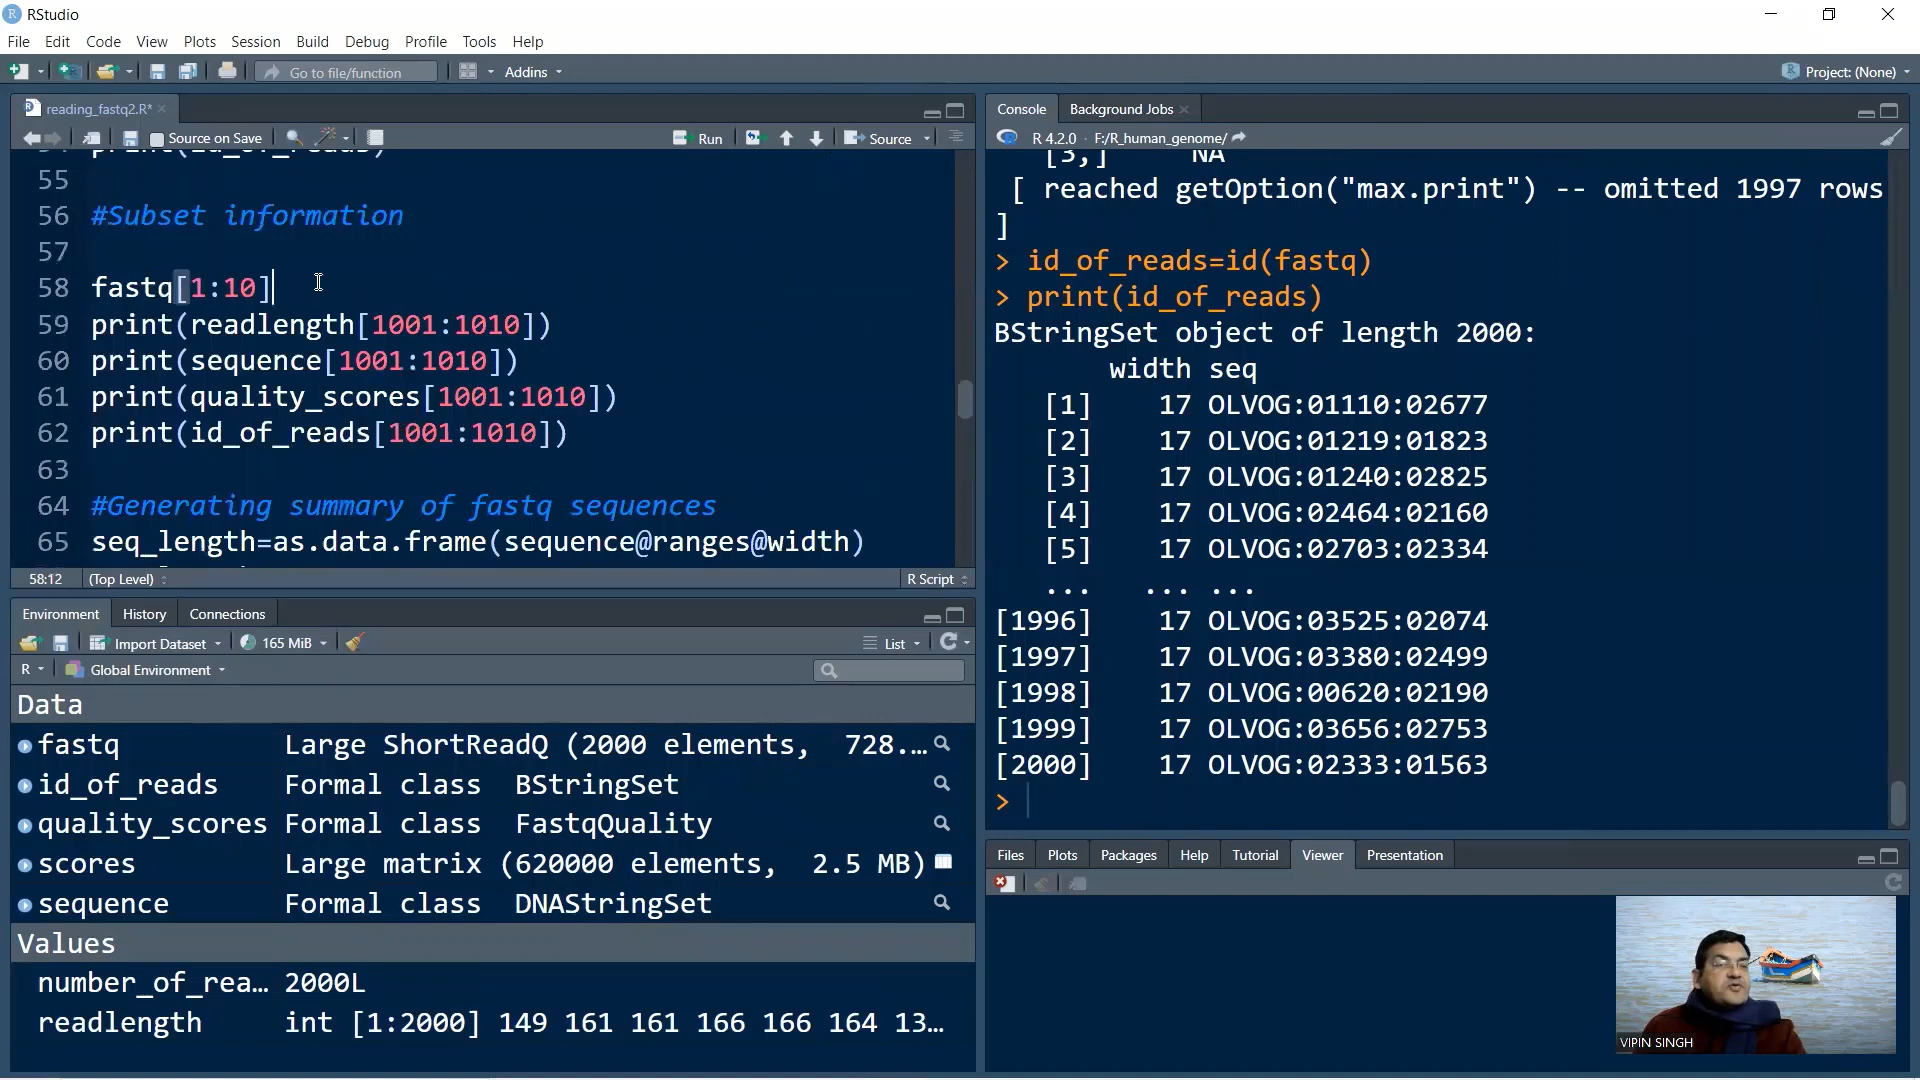 RStudio
File Edit Code View Plots Session Build Debug Profile Tools Help
Go to file/function Addins Project: (None)
reading_fastq2.R*
Source on Save Run Source
print(id_of_reads)
55
56 #Subset information
57
58 fastq[1:10]
59 print(readlength[1001:1010])
60 print(sequence[1001:1010])
61 print(quality_scores[1001:1010])
62 print(id_of_reads[1001:1010])
63
64 #Generating summary of fastq sequences
65 seq_length=as.data.frame(sequence@ranges@width)
58:12 (Top Level) R Script
Environment History Connections
Import Dataset 165 MiB List
R Global Environment
Data
fastq Large ShortReadQ (2000 elements, 728.…
id_of_reads Formal class BStringSet
quality_scores Formal class FastqQuality
scores Large matrix (620000 elements, 2.5 MB)
sequence Formal class DNAStringSet
Values
number_of_rea… 2000L
readlength int [1:2000] 149 161 161 166 166 164 13…
Console Background Jobs
R 4.2.0 · F:/R_human_genome/
[3,] NA
[ reached getOption("max.print") -- omitted 1997 rows
]
> id_of_reads=id(fastq)
> print(id_of_reads)
BStringSet object of length 2000:
width seq
[1] 17 OLVOG:01110:02677
[2] 17 OLVOG:01219:01823
[3] 17 OLVOG:01240:02825
[4] 17 OLVOG:02464:02160
[5] 17 OLVOG:02703:02334
... ... ...
[1996] 17 OLVOG:03525:02074
[1997] 17 OLVOG:03380:02499
[1998] 17 OLVOG:00620:02190
[1999] 17 OLVOG:03656:02753
[2000] 17 OLVOG:02333:01563
>
Files Plots Packages Help Tutorial Viewer Presentation
VIPIN SINGH